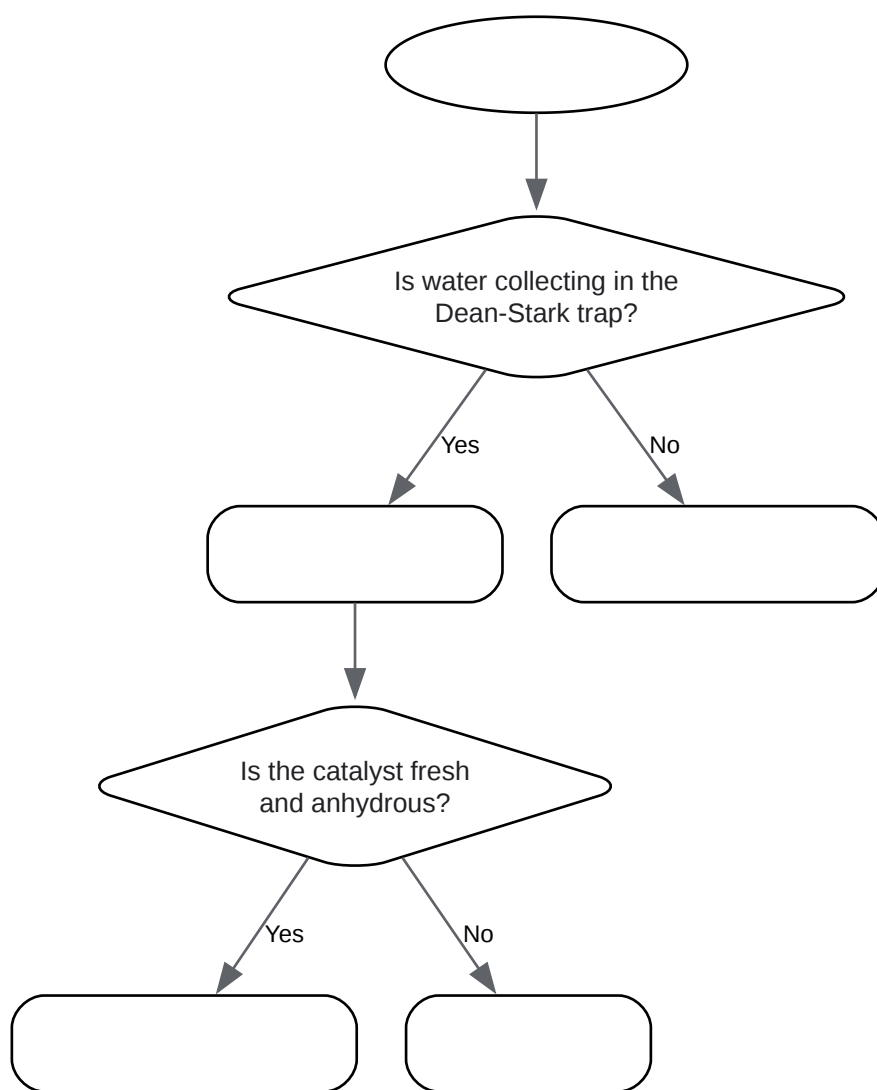 Is water collecting in the
Dean-Stark trap?
Yes
No
Is the catalyst fresh
and anhydrous?
Yes
No